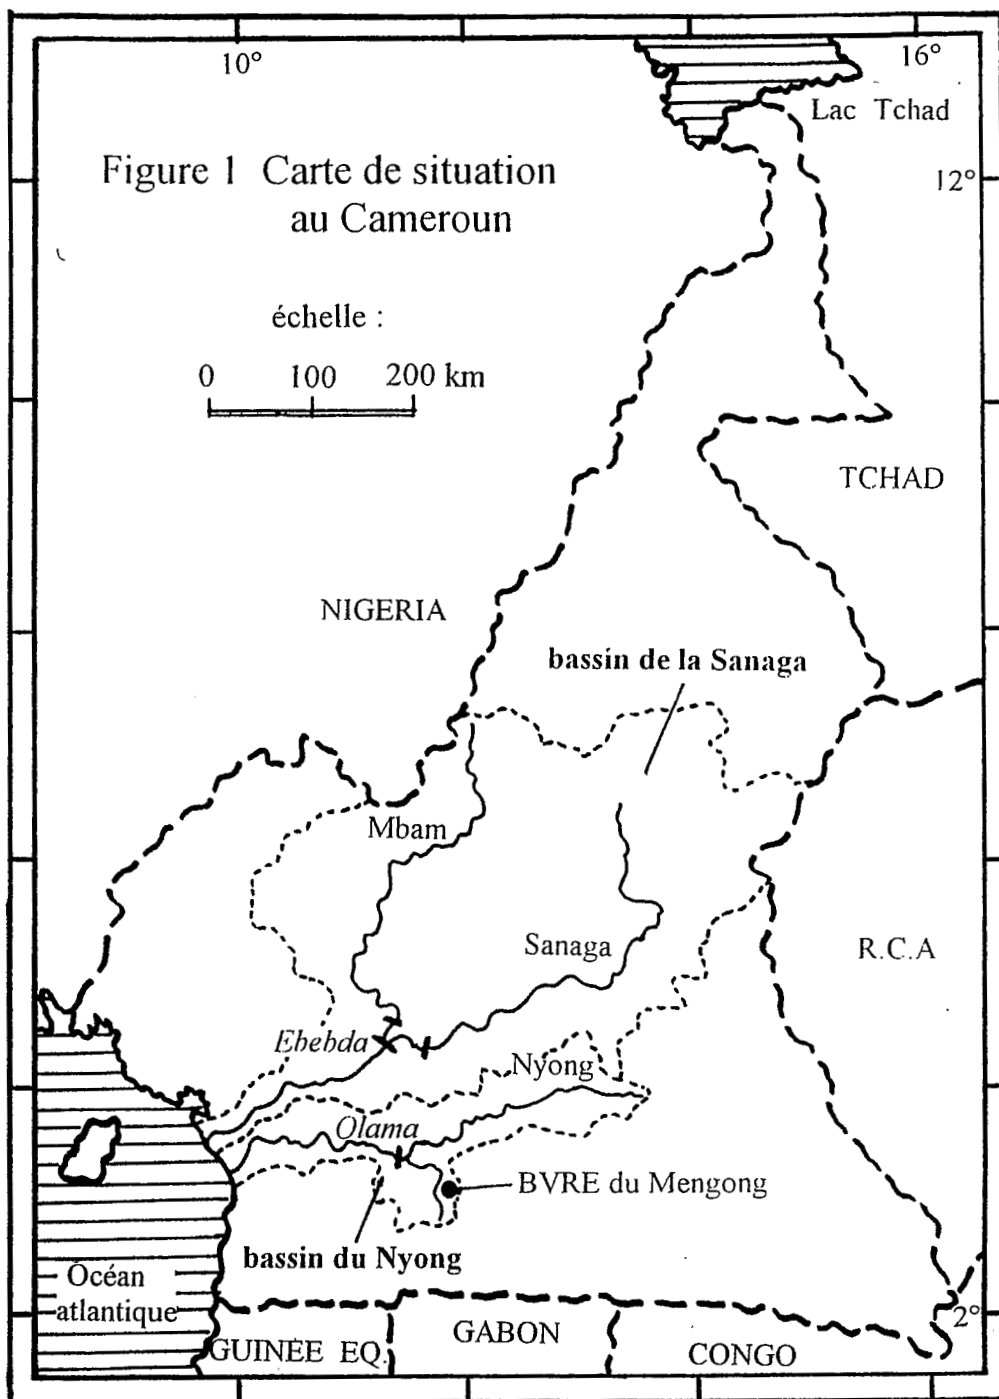 10°
16°
Lac Tchad
12°
Figure 1 Carte de situation
au Cameroun
échelle :
0 100 200 km
TCHAD
NIGERIA
bassin de la Sanaga
Mbam
Sanaga
R.C.A
Ebebda
Nyong
Olama
BVRE du Mengong
bassin du Nyong
Océan
atlantique
2°
GUINÉE EQ.
GABON
CONGO